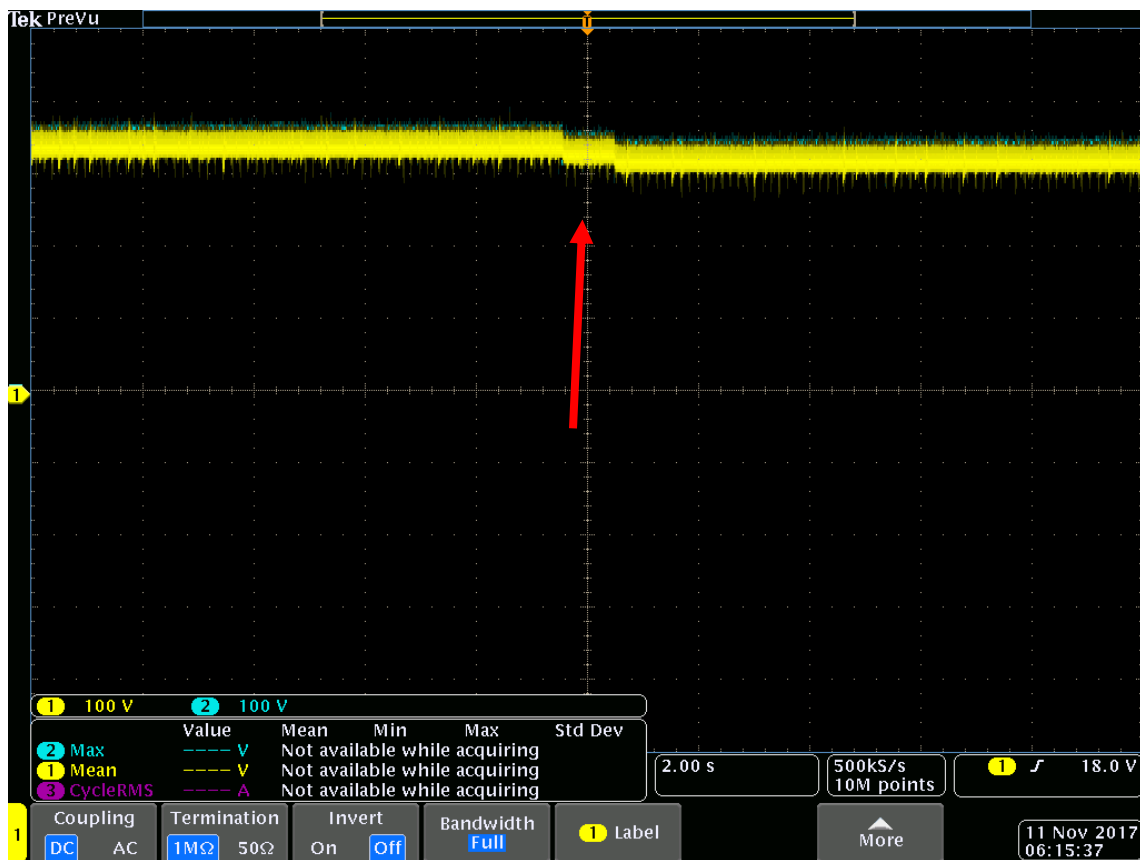 Tek PreVu
T
1
1 100 V 2 100 V
Value Mean Min Max Std Dev
2 Max ---- V Not available while acquiring
1 Mean ---- V Not available while acquiring
3 CycleRMS ---- A Not available while acquiring
2.00 s
500kS/s
10M points
1 18.0 V
1
Coupling
DC AC
Termination
1MΩ 50Ω
Invert
On Off
Bandwidth
Full
1 Label
More
11 Nov 2017
06:15:37